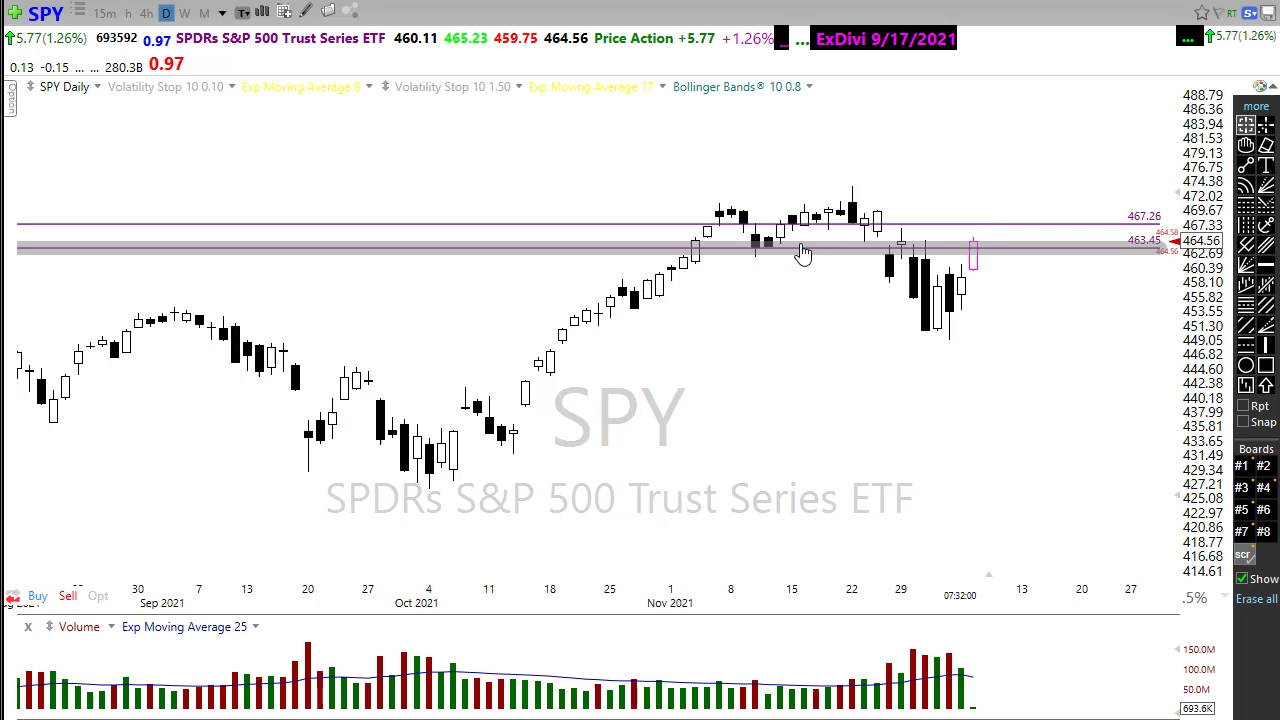 SPY 15m h 4h D W M T RT S
5.77(1.26%) 693592 0.97 SPDRs S&P 500 Trust Series ETF 460.11 465.23 459.75 464.56 Price Action +5.77 +1.26% ... ... ExDivi 9/17/2021 ... 5.77(1.26%)
0.13 -0.15 ... ... 280.3B 0.97
Option
SPY Daily Volatility Stop 10 0.10 Exp Moving Average 8 Volatility Stop 10 1.50 Exp Moving Average 17 Bollinger Bands® 10 0.8
488.79
486.36
483.94
481.53
479.13
476.75
474.38
472.02
469.67
467.26
467.33
464.58
463.45
464.56
464.56
462.69
460.39
458.10
455.82
453.55
451.30
449.05
446.82
444.60
442.38
440.18
437.99
435.81
433.65
431.49
429.34
427.21
425.08
422.97
420.86
418.77
416.68
414.61
SPY
SPDRs S&P 500 Trust Series ETF
more
Rpt
Snap
Boards
#1 #2
#3 #4
#5 #6
#7 #8
scr
Show
Erase all
30 7 13 20 27 4 11 18 25 1 8 15 22 29 07:32:00 13 20 27
Buy Sell Opt
2021 Sep 2021 Oct 2021 Nov 2021
.5%
X Volume Exp Moving Average 25
150.0M
100.0M
50.0M
693.6K